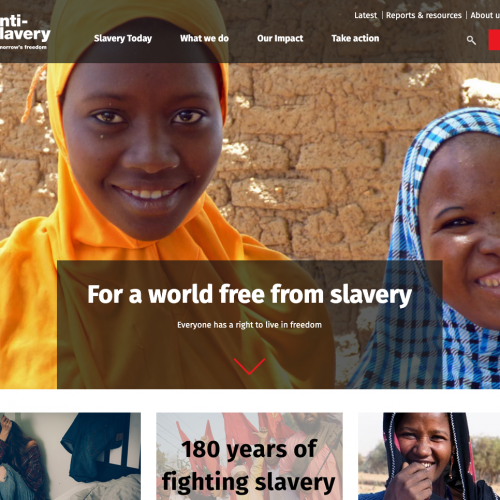 Latest | Reports & resources | About u
nti-
lavery
Slavery Today What we do Our Impact Take action
morrow's freedom
For a world free from slavery
Everyone has a right to live in freedom
180 years of
fighting slavery